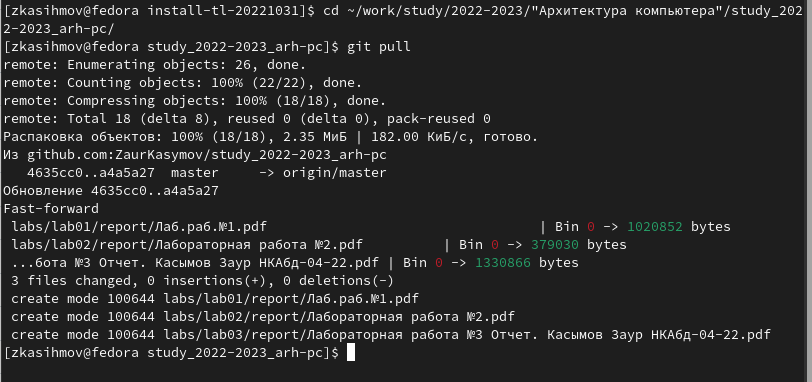 [zkasihmov@fedora install-tl-20221031]$ cd ~/work/study/2022-2023/"Архитектура компьютера"/study_202
2-2023_arh-pc/
[zkasihmov@fedora study_2022-2023_arh-pc]$ git pull
remote: Enumerating objects: 26, done.
remote: Counting objects: 100% (22/22), done.
remote: Compressing objects: 100% (18/18), done.
remote: Total 18 (delta 8), reused 0 (delta 0), pack-reused 0
Распаковка объектов: 100% (18/18), 2.35 МиБ | 182.00 КиБ/с, готово.
Из github.com:ZaurKasymov/study_2022-2023_arh-pc
   4635cc0..a4a5a27  master     -> origin/master
Обновление 4635cc0..a4a5a27
Fast-forward
 labs/lab01/report/Лаб.раб.№1.pdf                                   | Bin 0 -> 1020852 bytes
 labs/lab02/report/Лабораторная работа №2.pdf          | Bin 0 -> 379030 bytes
 ...бота №3 Отчет. Касымов Заур НКАбд-04-22.pdf | Bin 0 -> 1330866 bytes
 3 files changed, 0 insertions(+), 0 deletions(-)
 create mode 100644 labs/lab01/report/Лаб.раб.№1.pdf
 create mode 100644 labs/lab02/report/Лабораторная работа №2.pdf
 create mode 100644 labs/lab03/report/Лабораторная работа №3 Отчет. Касымов Заур НКАбд-04-22.pdf
[zkasihmov@fedora study_2022-2023_arh-pc]$